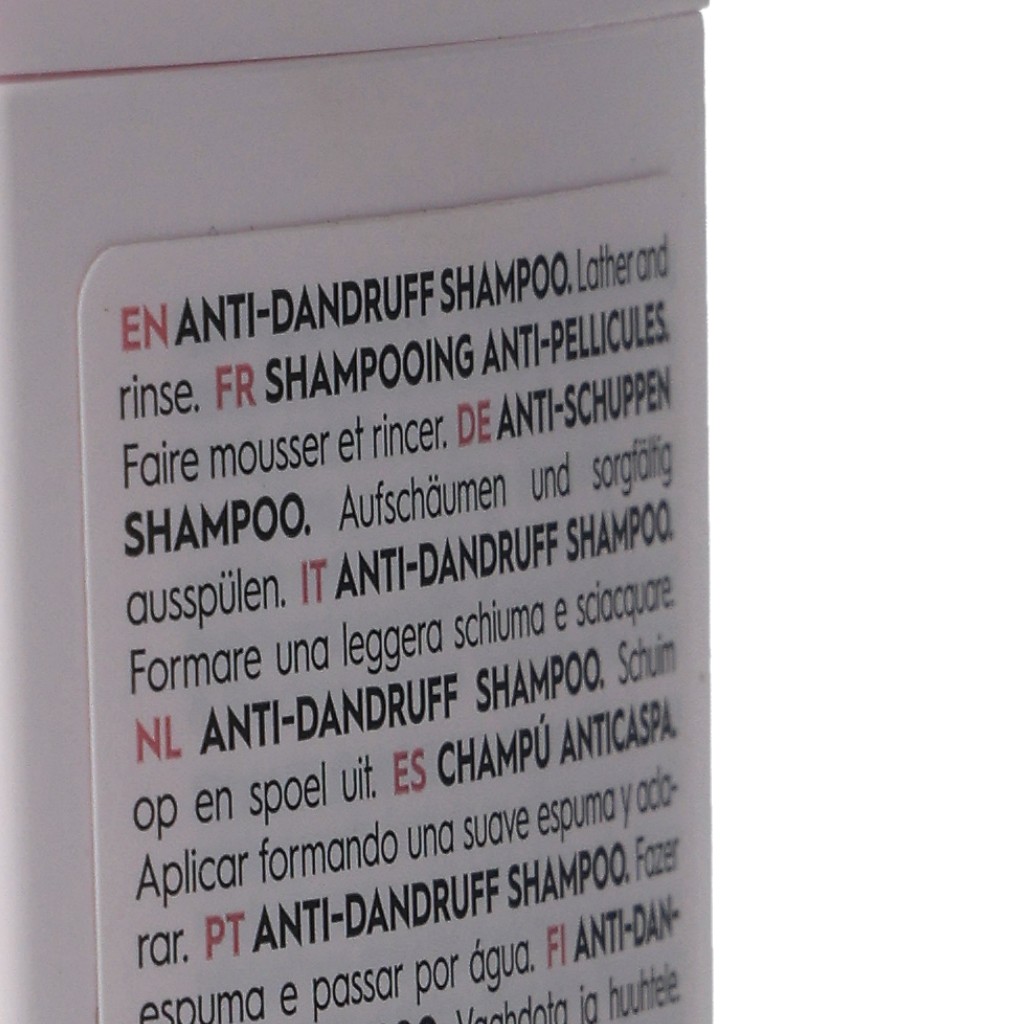 EN ANTI-DANDRUFF SHAMPOO. Lather and
rinse. FR SHAMPOOING ANTI-PELLICULES.
Faire mousser et rincer. DE ANTI-SCHUPPEN
SHAMPOO. Aufschäumen und sorgfältig
ausspülen. IT ANTI-DANDRUFF SHAMPOO.
Formare una leggera schiuma e sciacquare.
NL ANTI-DANDRUFF SHAMPOO. Schuim
op en spoel uit. ES CHAMPÚ ANTICASPA.
Aplicar formando una suave espuma y acla-
rar. PT ANTI-DANDRUFF SHAMPOO. Fazer
espuma e passar por água. FI ANTI-DAN-
Vaahdota ja huuhtele.